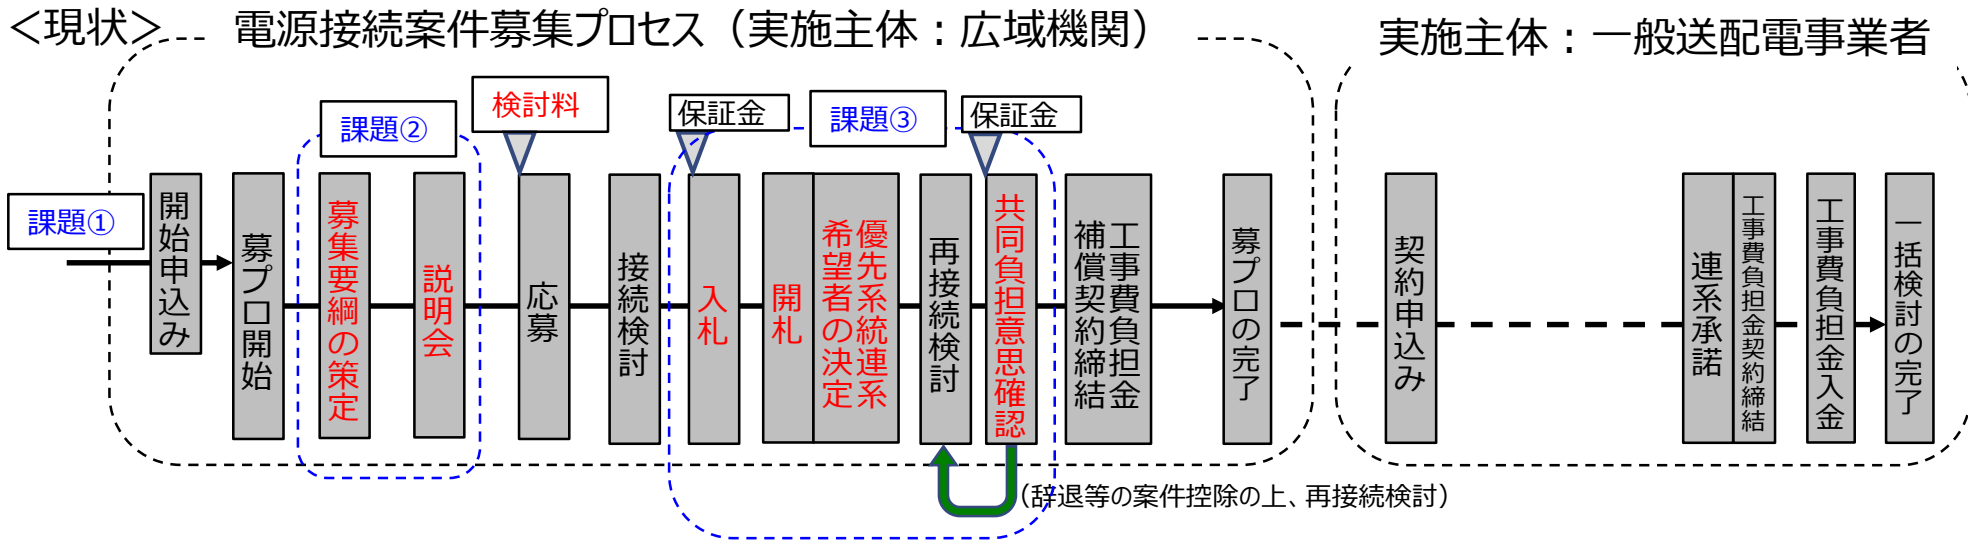 ＜現状＞
電源接続案件募集プロセス（実施主体：広域機関）
実施主体：一般送配電事業者
課題①
課題②
検討料
保証金
課題③
保証金
開始申込み
募プロ開始
募集要綱の策定
説明会
応募
接続検討
入札
開札
優先系統連系
希望者の決定
再接続検討
共同負担意思確認
工事費負担金
補償契約締結
募プロの完了
契約申込み
連系承諾
工事費負担金契約締結
工事費負担金入金
一括検討の完了
（辞退等の案件控除の上、再接続検討）